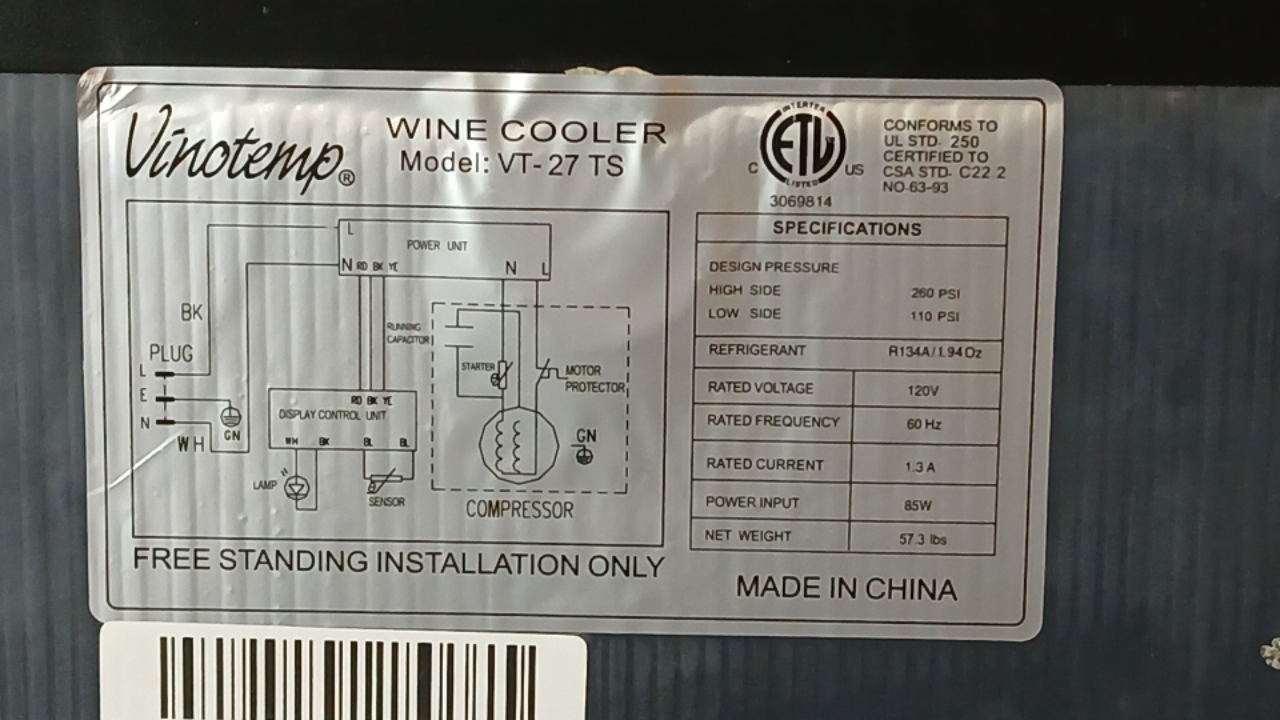 Vinotemp®
WINE COOLER
Model: VT-27 TS
INTERTEK
ETL
LISTED
C US
3069814
CONFORMS TO
UL STD. 250
CERTIFIED TO
CSA STD. C22 2
NO.63-93
L
POWER UNIT
N RD BK YE N L
BK
PLUG
L
E
N
GN
WH
RUNNING
CAPACITOR
STARTER
MOTOR
PROTECTOR
RD BK YE
DISPLAY CONTROL UNIT
WH BK BL BL
LAMP
SENSOR
GN
COMPRESSOR
FREE STANDING INSTALLATION ONLY
SPECIFICATIONS
DESIGN PRESSURE
HIGH SIDE 260 PSI
LOW SIDE 110 PSI
REFRIGERANT R134A/1.94Oz
RATED VOLTAGE 120V
RATED FREQUENCY 60 Hz
RATED CURRENT 1.3 A
POWER INPUT 85W
NET WEIGHT 57.3 lbs
MADE IN CHINA